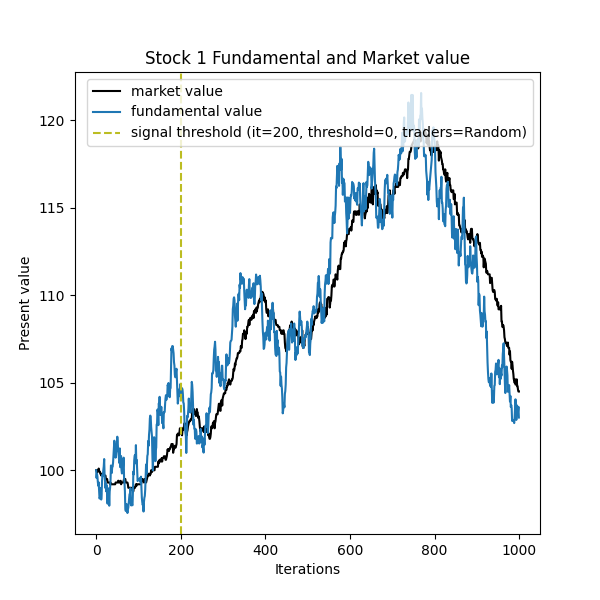 Stock 1 Fundamental and Market value
market value
fundamental value
signal threshold (it=200, threshold=0, traders=Random)
120
115
110
105
100
Present value
0 200 400 600 800 1000
Iterations